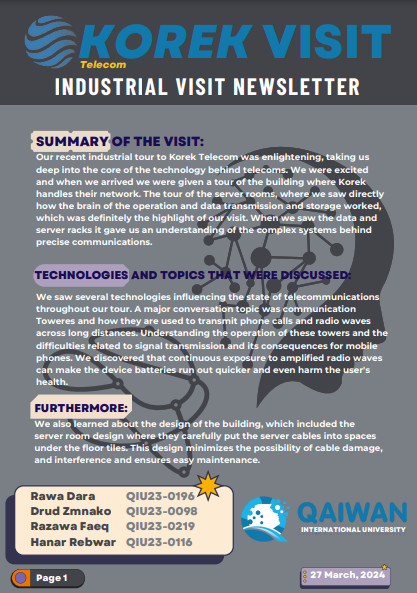 KOREK VISIT
Telecom
INDUSTRIAL VISIT NEWSLETTER
SUMMARY OF THE VISIT:
Our recent industrial tour to Korek Telecom was enlightening, taking us
deep into the core of the technology behind telecoms. We were excited
and when we arrived we were given a tour of the building where Korek
handles their network. The tour of the server rooms, where we saw directly
how the brain of the operation and data transmission and storage worked,
which was definitely the highlight of our visit. When we saw the data and
server racks it gave us an understanding of the complex systems behind
precise communications.
TECHNOLOGIES AND TOPICS THAT WERE DISCUSSED:
We saw several technologies influencing the state of telecommunications
throughout our tour. A major conversation topic was communication
Toweres and how they are used to transmit phone calls and radio waves
across long distances. Understanding the operation of these towers and the
difficulties related to signal transmission and its consequences for mobile
phones. We discovered that continuous exposure to amplified radio waves
can make the device batteries run out quicker and even harm the user's
health.
FURTHERMORE:
We also learned about the design of the building, which included the
server room design where they carefully put the server cables into spaces
under the floor tiles. This design minimizes the possibility of cable damage,
and interference and ensures easy maintenance.
Rawa Dara QIU23-0196
Drud Zmnako QIU23-0098
Razawa Faeq QIU23-0219
Hanar Rebwar QIU23-0116
QAIWAN
INTERNATIONAL UNIVERSITY
Page 1
27 March, 2024